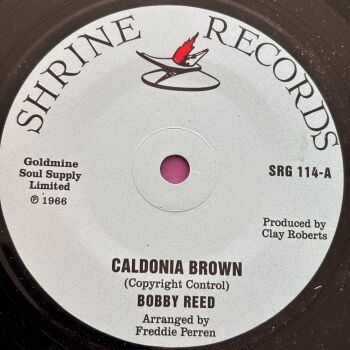 SHRINE RECORDS
Goldmine
Soul Supply
Limited
℗ 1966
SRG 114-A
Produced by
Clay Roberts
CALDONIA BROWN
(Copyright Control)
BOBBY REED
Arranged by
Freddie Perren